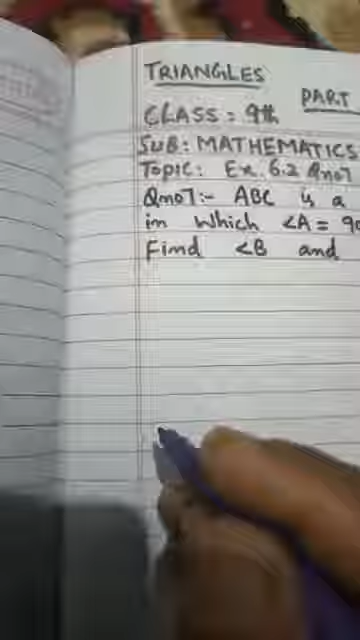 TRIANGLES
PART
CLASS: 9th
SUB: MATHEMATICS
Topic: Ex. 6.2 Qno7
Qno7:- ABC is a
in which ∠A = 90
Find ∠B and